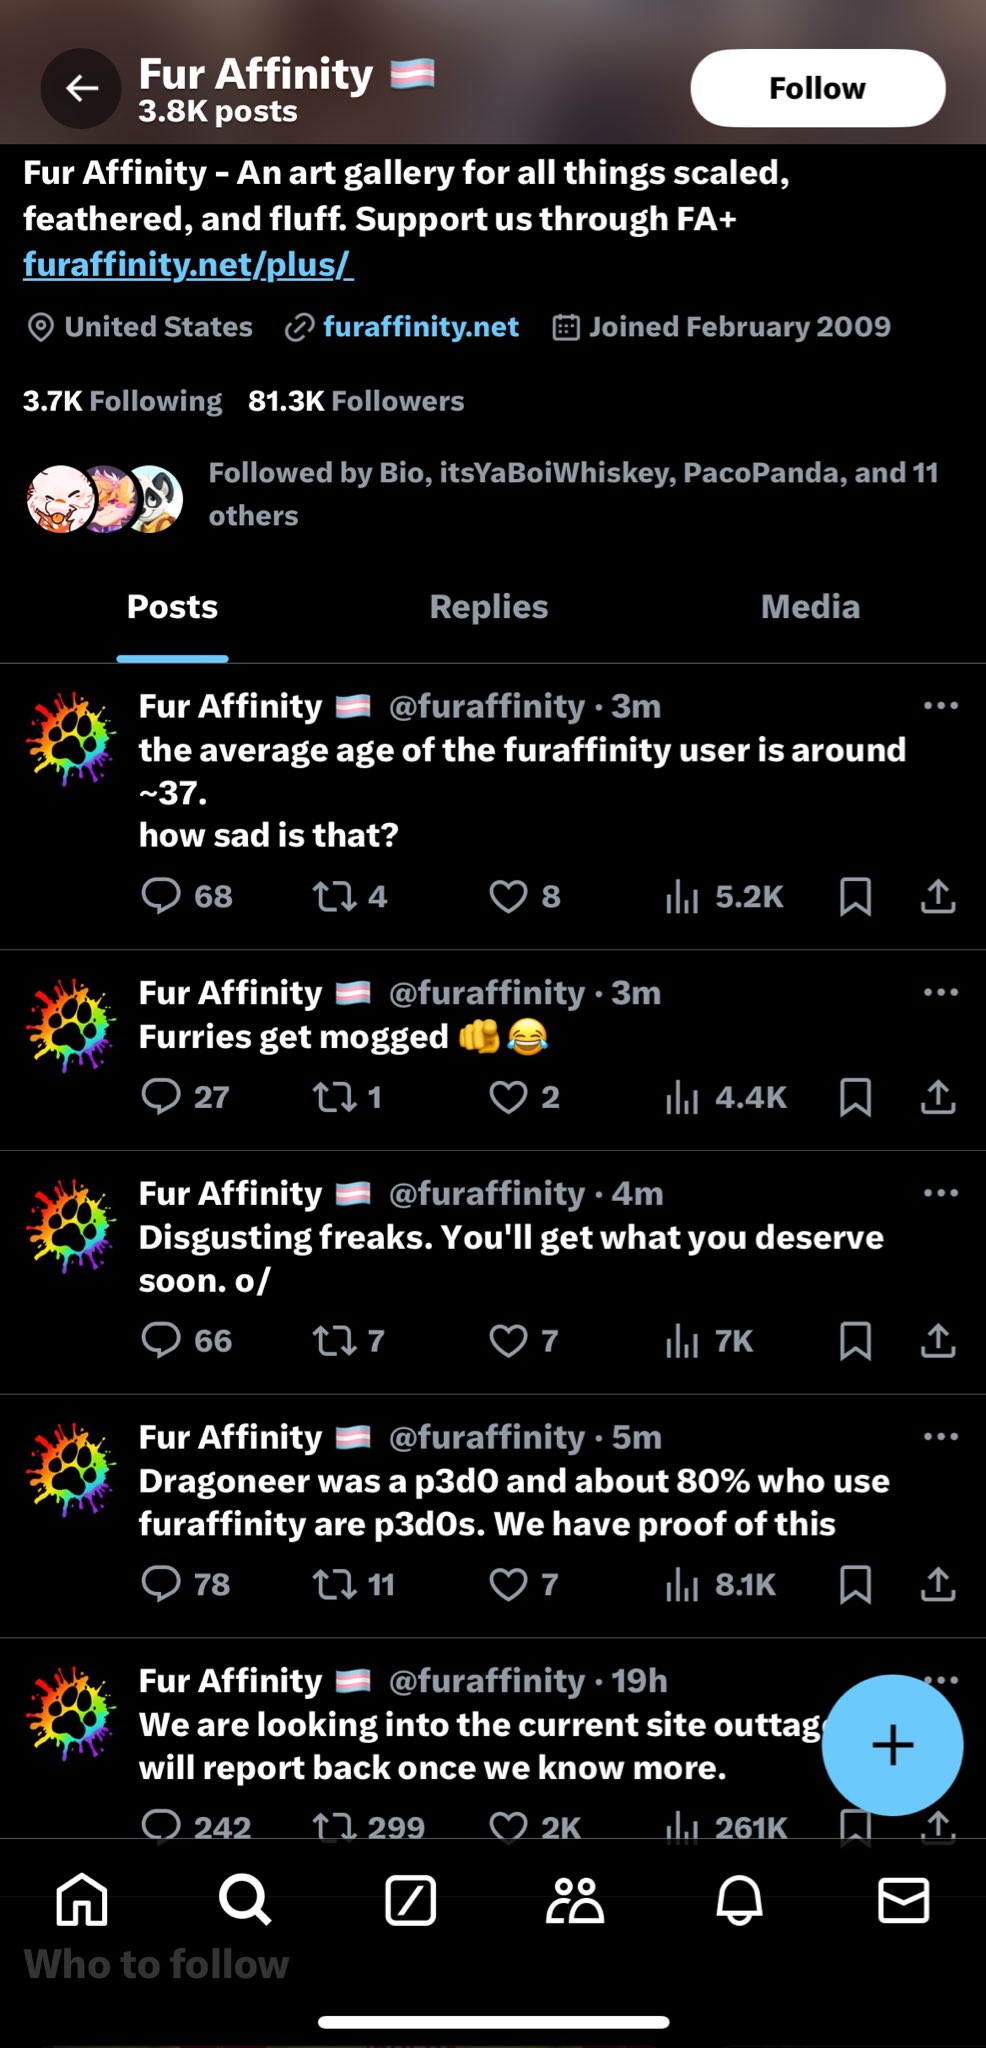 Fur Affinity 🏳️‍⚧️
3.8K posts
Follow
Fur Affinity - An art gallery for all things scaled,
feathered, and fluff. Support us through FA+
furaffinity.net/plus/
United States furaffinity.net Joined February 2009
3.7K Following 81.3K Followers
Followed by Bio, itsYaBoiWhiskey, PacoPanda, and 11
others
Posts Replies Media
Fur Affinity 🏳️‍⚧️ @furaffinity · 3m
the average age of the furaffinity user is around
~37.
how sad is that?
68 4 8 5.2K
Fur Affinity 🏳️‍⚧️ @furaffinity · 3m
Furries get mogged 🫵😂
27 1 2 4.4K
Fur Affinity 🏳️‍⚧️ @furaffinity · 4m
Disgusting freaks. You'll get what you deserve
soon. o/
66 7 7 7K
Fur Affinity 🏳️‍⚧️ @furaffinity · 5m
Dragoneer was a p3d0 and about 80% who use
furaffinity are p3d0s. We have proof of this
78 11 7 8.1K
Fur Affinity 🏳️‍⚧️ @furaffinity · 19h
We are looking into the current site
will report back once we know more.
242 299 2K 261K
Who to follow